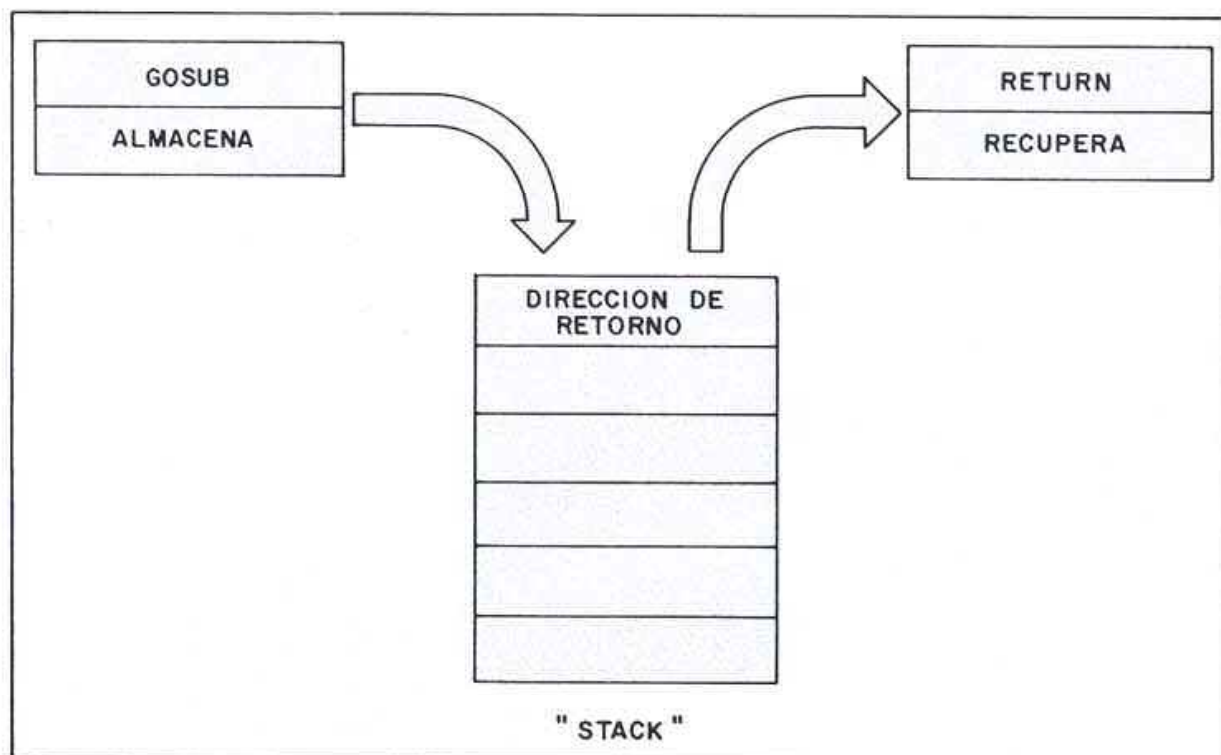 GOSUB
ALMACENA
RETURN
RECUPERA
DIRECCION DE
RETORNO
"STACK"